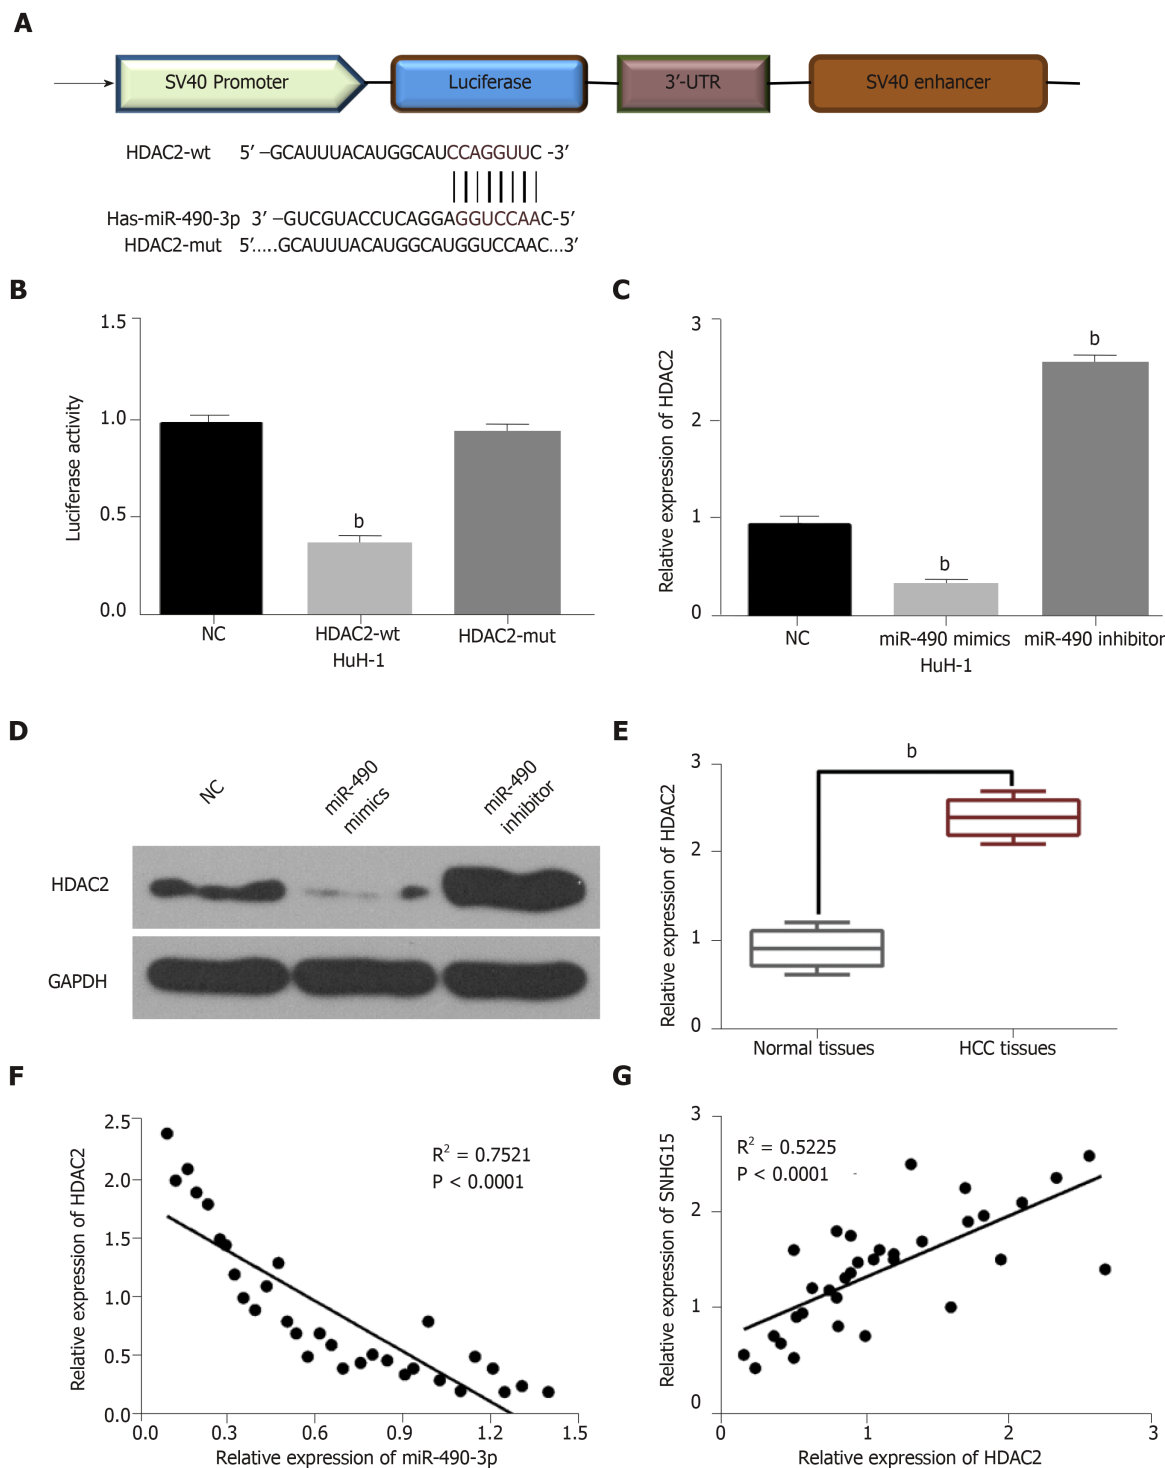 A
SV40 Promoter Luciferase 3′-UTR SV40 enhancer
HDAC2-wt 5′ –GCAUUUACAUGGCAUCCAGGUUC -3′
Has-miR-490-3p 3′ –GUCGUACCUCAGGAGGUCCAAC-5′
HDAC2-mut 5′.....GCAUUUACAUGGCAUGGUCCAAC...3′
B
Luciferase activity
1.5
1.0
0.5
0.0
b
NC HDAC2-wt HDAC2-mut
HuH-1
C
Relative expression of HDAC2
3
2
1
0
b
b
NC miR-490 mimics miR-490 inhibitor
HuH-1
D
NC
miR-490
mimics
miR-490
inhibitor
HDAC2
GAPDH
E
Relative expression of HDAC2
3
2
1
0
b
Normal tissues HCC tissues
F
Relative expression of HDAC2
2.5
2.0
1.5
1.0
0.5
0.0
R² = 0.7521
P < 0.0001
0.0 0.3 0.6 0.9 1.2 1.5
Relative expression of miR-490-3p
G
Relative expression of SNHG15
3
2
1
0
R² = 0.5225
P < 0.0001
0 1 2 3
Relative expression of HDAC2